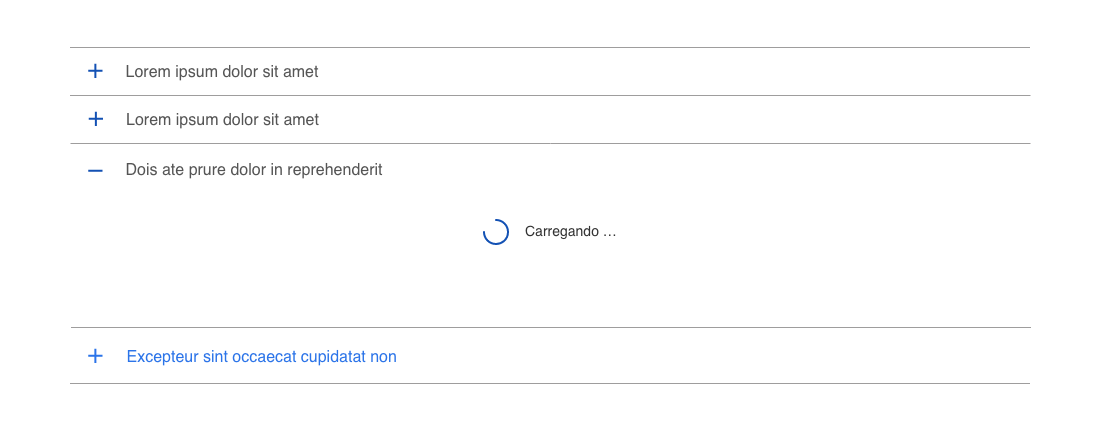 Lorem ipsum dolor sit amet
Lorem ipsum dolor sit amet
Dois ate prure dolor in reprehenderit
Carregando …
Excepteur sint occaecat cupidatat non